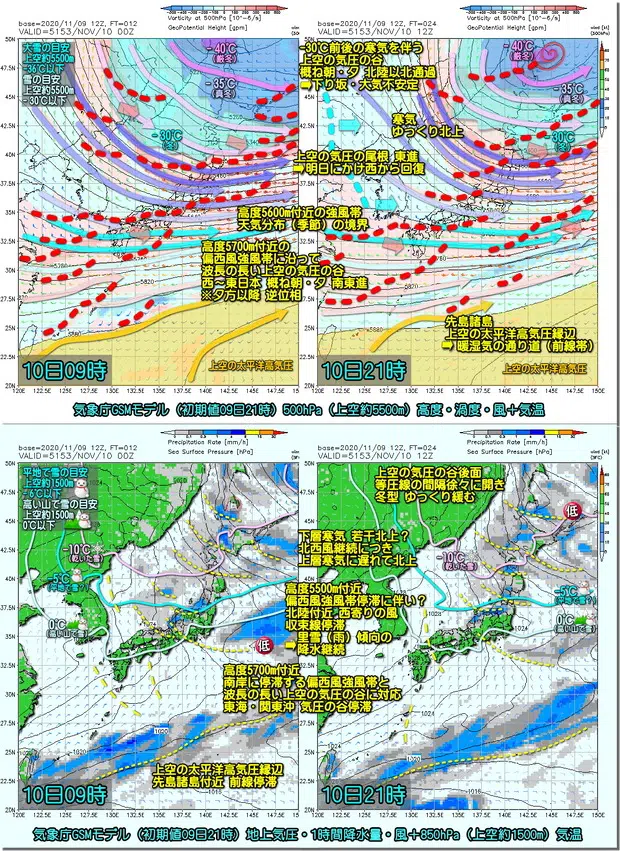 Vorticity at 500hPa [10^-6/s]
GeoPotential Height [gpm]
base=2020/11/09 12Z, FT=012
VALID=5153/NOV/10 00Z
大雪の目安
上空約5500m
-36℃以下
雪の目安
上空約5500m
-30℃以下
-40℃
(厳冬)
-35℃
(真冬)
-30℃
(冬)
高度5600m付近の強風帯
天気分布(季節)の境界
高度5700m付近の
偏西風強風帯に沿って
波長の長い上空の気圧の谷
西~東日本 概ね朝・夕 南東進
※夕方以降 逆位相
上空の太平洋高気圧
10日09時
Vorticity at 500hPa [10^-6/s]
GeoPotential Height [gpm]
base=2020/11/09 12Z, FT=024
VALID=5153/NOV/10 12Z
-30℃前後の寒気を伴う
上空の気圧の谷
概ね朝・夕 北陸以北通過
➡下り坂・大気不安定
-40℃
(厳冬)
-35℃
(真冬)
-30℃
(冬)
寒気
ゆっくり北上
上空の気圧の尾根 東進
➡明日にかけ西から回復
先島諸島
上空の太平洋高気圧縁辺
➡暖湿気の通り道(前線帯)
上空の太平洋高気圧
10日21時
気象庁GSMモデル(初期値09日21時)500hPa(上空約5500m)高度・渦度・風+気温
Precipitation Rate [mm/h]
Sea Surface Pressure [hPa]
base=2020/11/09 12Z, FT=012
VALID=5153/NOV/10 00Z
平地で雪の目安
上空約1500m
-6℃以下
高い山で雪の目安
上空約1500m
0℃以下
-10℃
(乾いた雪)
-5℃
(平地で雪)
0℃
(高い山で雪)
低
下層寒気 若干北上?
北西風継続につき
上層寒気に遅れて北上
高度5500m付近
偏西風強風帯停滞に伴い?
北陸付近 西寄りの風
収束線停滞
➡里雪(雨)傾向の
降水継続
高度5700m付近
南岸に停滞する偏西風強風帯と
波長の長い上空の気圧の谷に対応
東海・関東沖 気圧の谷停滞
上空の太平洋高気圧縁辺
先島諸島付近 前線停滞
10日09時
Precipitation Rate [mm/h]
Sea Surface Pressure [hPa]
base=2020/11/09 12Z, FT=024
VALID=5153/NOV/10 12Z
上空の気圧の谷後面
等圧線の間隔徐々に開き
冬型 ゆっくり緩む
低
-10℃
(乾いた雪)
-5℃
(平地で雪?)
0℃
(高い山で雪)
10日21時
気象庁GSMモデル(初期値09日21時)地上気圧・1時間降水量・風+850hPa(上空約1500m)気温